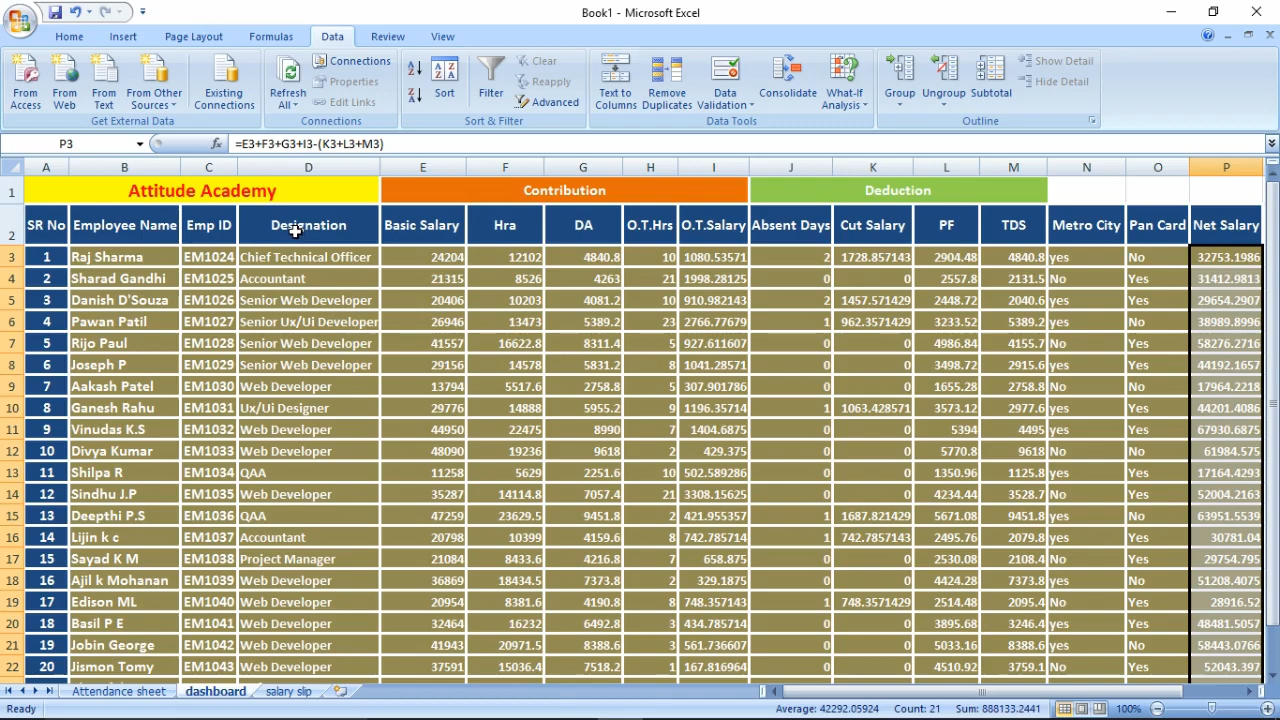 Book1 - Microsoft Excel
Home Insert Page Layout Formulas Data Review View
From Access From Web From Text From Other Sources Existing Connections Refresh All Connections Properties Edit Links Sort Filter Clear Reapply Advanced Text to Columns Remove Duplicates Data Validation Consolidate What-If Analysis Group Ungroup Subtotal Show Detail Hide Detail
Get External Data Connections Sort & Filter Data Tools Outline
P3 fx =E3+F3+G3+I3-(K3+L3+M3)
A B C D E F G H I J K L M N O P
1 Attitude Academy Contribution Deduction
2 SR No Employee Name Emp ID Designation Basic Salary Hra DA O.T.Hrs O.T.Salary Absent Days Cut Salary PF TDS Metro City Pan Card Net Salary
3 1 Raj Sharma EM1024 Chief Technical Officer 24204 12102 4840.8 10 1080.53571 2 1728.857143 2904.48 4840.8 yes No 32753.1986
4 2 Sharad Gandhi EM1025 Accountant 21315 8526 4263 21 1998.28125 0 0 2557.8 2131.5 No Yes 31412.9813
5 3 Danish D'Souza EM1026 Senior Web Developer 20406 10203 4081.2 10 910.982143 2 1457.571429 2448.72 2040.6 yes Yes 29654.2907
6 4 Pawan Patil EM1027 Senior Ux/Ui Developer 26946 13473 5389.2 23 2766.77679 1 962.3571429 3233.52 5389.2 yes No 38989.8996
7 5 Rijo Paul EM1028 Senior Web Developer 41557 16622.8 8311.4 5 927.611607 0 0 4986.84 4155.7 No Yes 58276.2716
8 6 Joseph P EM1029 Senior Web Developer 29156 14578 5831.2 8 1041.28571 0 0 3498.72 2915.6 yes Yes 44192.1657
9 7 Aakash Patel EM1030 Web Developer 13794 5517.6 2758.8 5 307.901786 0 0 1655.28 2758.8 No No 17964.2218
10 8 Ganesh Rahu EM1031 Ux/Ui Designer 29776 14888 5955.2 9 1196.35714 1 1063.428571 3573.12 2977.6 yes Yes 44201.4086
11 9 Vinudas K.S EM1032 Web Developer 44950 22475 8990 7 1404.6875 0 0 5394 4495 yes Yes 67930.6875
12 10 Divya Kumar EM1033 Web Developer 48090 19236 9618 2 429.375 0 0 5770.8 9618 No No 61984.575
13 11 Shilpa R EM1034 QAA 11258 5629 2251.6 10 502.589286 0 0 1350.96 1125.8 yes Yes 17164.4293
14 12 Sindhu J.P EM1035 Web Developer 35287 14114.8 7057.4 21 3308.15625 0 0 4234.44 3528.7 No Yes 52004.2163
15 13 Deepthi P.S EM1036 QAA 47259 23629.5 9451.8 2 421.955357 1 1687.821429 5671.08 9451.8 yes No 63951.5539
16 14 Lijin k c EM1037 Accountant 20798 10399 4159.6 8 742.785714 1 742.7857143 2495.76 2079.8 yes Yes 30781.04
17 15 Sayad K M EM1038 Project Manager 21084 8433.6 4216.8 7 658.875 0 0 2530.08 2108.4 No Yes 29754.795
18 16 Ajil k Mohanan EM1039 Web Developer 36869 18434.5 7373.8 2 329.1875 0 0 4424.28 7373.8 yes No 51208.4075
19 17 Edison ML EM1040 Web Developer 20954 8381.6 4190.8 8 748.357143 1 748.3571429 2514.48 2095.4 No Yes 28916.52
20 18 Basil P E EM1041 Web Developer 32464 16232 6492.8 3 434.785714 0 0 3895.68 3246.4 yes Yes 48481.5057
21 19 Jobin George EM1042 Web Developer 41943 20971.5 8388.6 3 561.736607 0 0 5033.16 8388.6 yes No 58443.0766
22 20 Jismon Tomy EM1043 Web Developer 37591 15036.4 7518.2 1 167.816964 0 0 4510.92 3759.1 No Yes 52043.397
Attendance sheet dashboard salary slip
Ready Average: 42292.05924 Count: 21 Sum: 888133.2441 100%